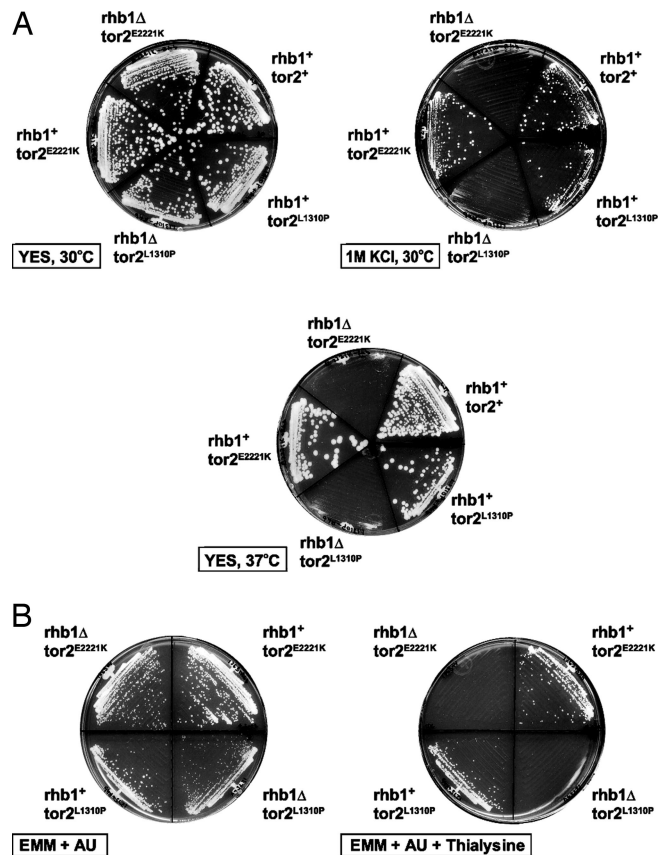 A
rhb1Δ
tor2E2221K
rhb1+
tor2+
rhb1+
tor2E2221K
rhb1+
tor2L1310P
rhb1Δ
tor2L1310P
YES, 30°C
rhb1Δ
tor2E2221K
rhb1+
tor2+
rhb1+
tor2E2221K
rhb1+
tor2L1310P
rhb1Δ
tor2L1310P
1M KCl, 30°C
rhb1Δ
tor2E2221K
rhb1+
tor2+
rhb1+
tor2E2221K
rhb1+
tor2L1310P
rhb1Δ
tor2L1310P
YES, 37°C
B
rhb1Δ
tor2E2221K
rhb1+
tor2E2221K
rhb1+
tor2L1310P
rhb1Δ
tor2L1310P
EMM + AU
rhb1Δ
tor2E2221K
rhb1+
tor2E2221K
rhb1+
tor2L1310P
rhb1Δ
tor2L1310P
EMM + AU + Thialysine